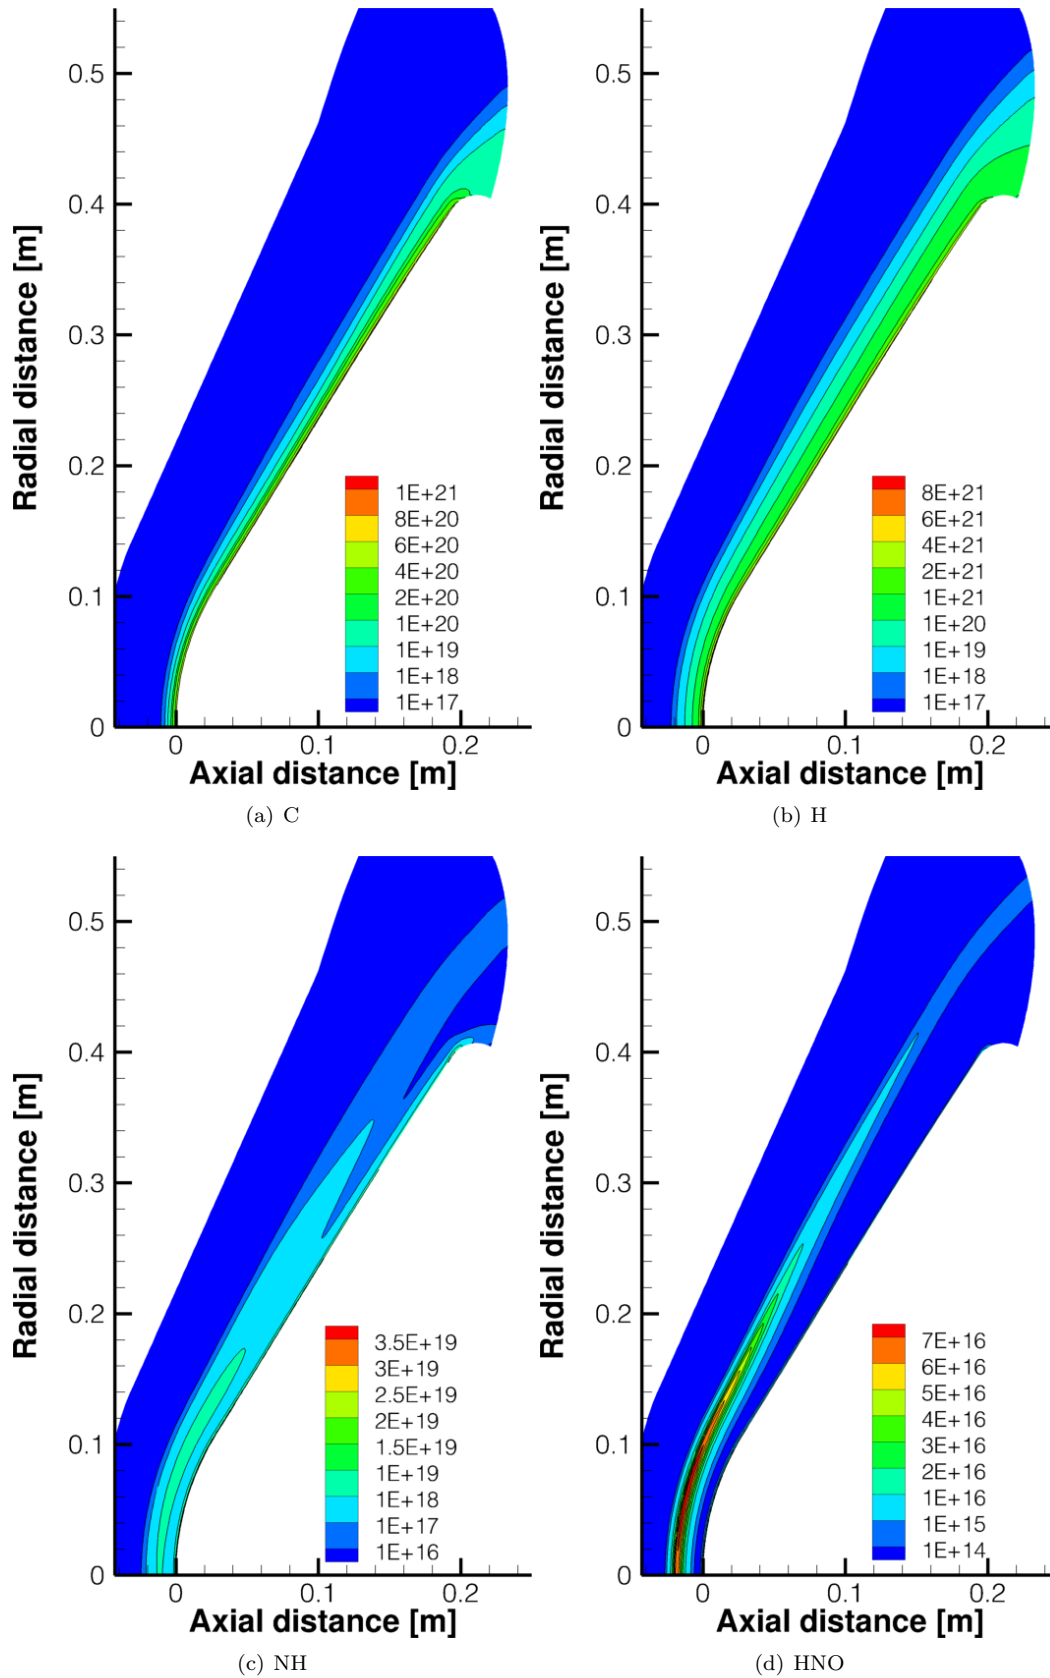 Radial distance [m]
0.5
0.4
0.3
0.2
0.1
0
1E+21
8E+20
6E+20
4E+20
2E+20
1E+20
1E+19
1E+18
1E+17
0
0.1
0.2
Axial distance [m]
(a) C
Radial distance [m]
0.5
0.4
0.3
0.2
0.1
0
8E+21
6E+21
4E+21
2E+21
1E+21
1E+20
1E+19
1E+18
1E+17
0
0.1
0.2
Axial distance [m]
(b) H
Radial distance [m]
0.5
0.4
0.3
0.2
0.1
0
3.5E+19
3E+19
2.5E+19
2E+19
1.5E+19
1E+19
1E+18
1E+17
1E+16
0
0.1
0.2
Axial distance [m]
(c) NH
Radial distance [m]
0.5
0.4
0.3
0.2
0.1
0
7E+16
6E+16
5E+16
4E+16
3E+16
2E+16
1E+16
1E+15
1E+14
0
0.1
0.2
Axial distance [m]
(d) HNO